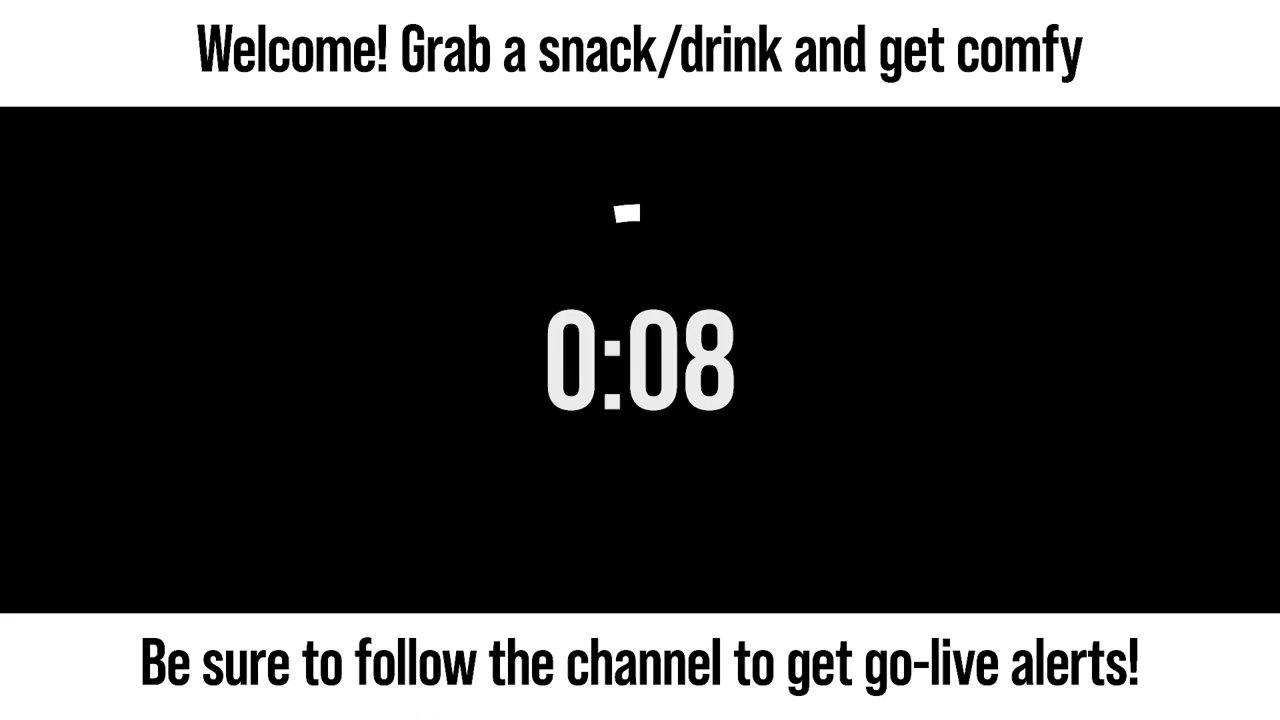 Welcome! Grab a snack/drink and get comfy
0:08
Be sure to follow the channel to get go-live alerts!